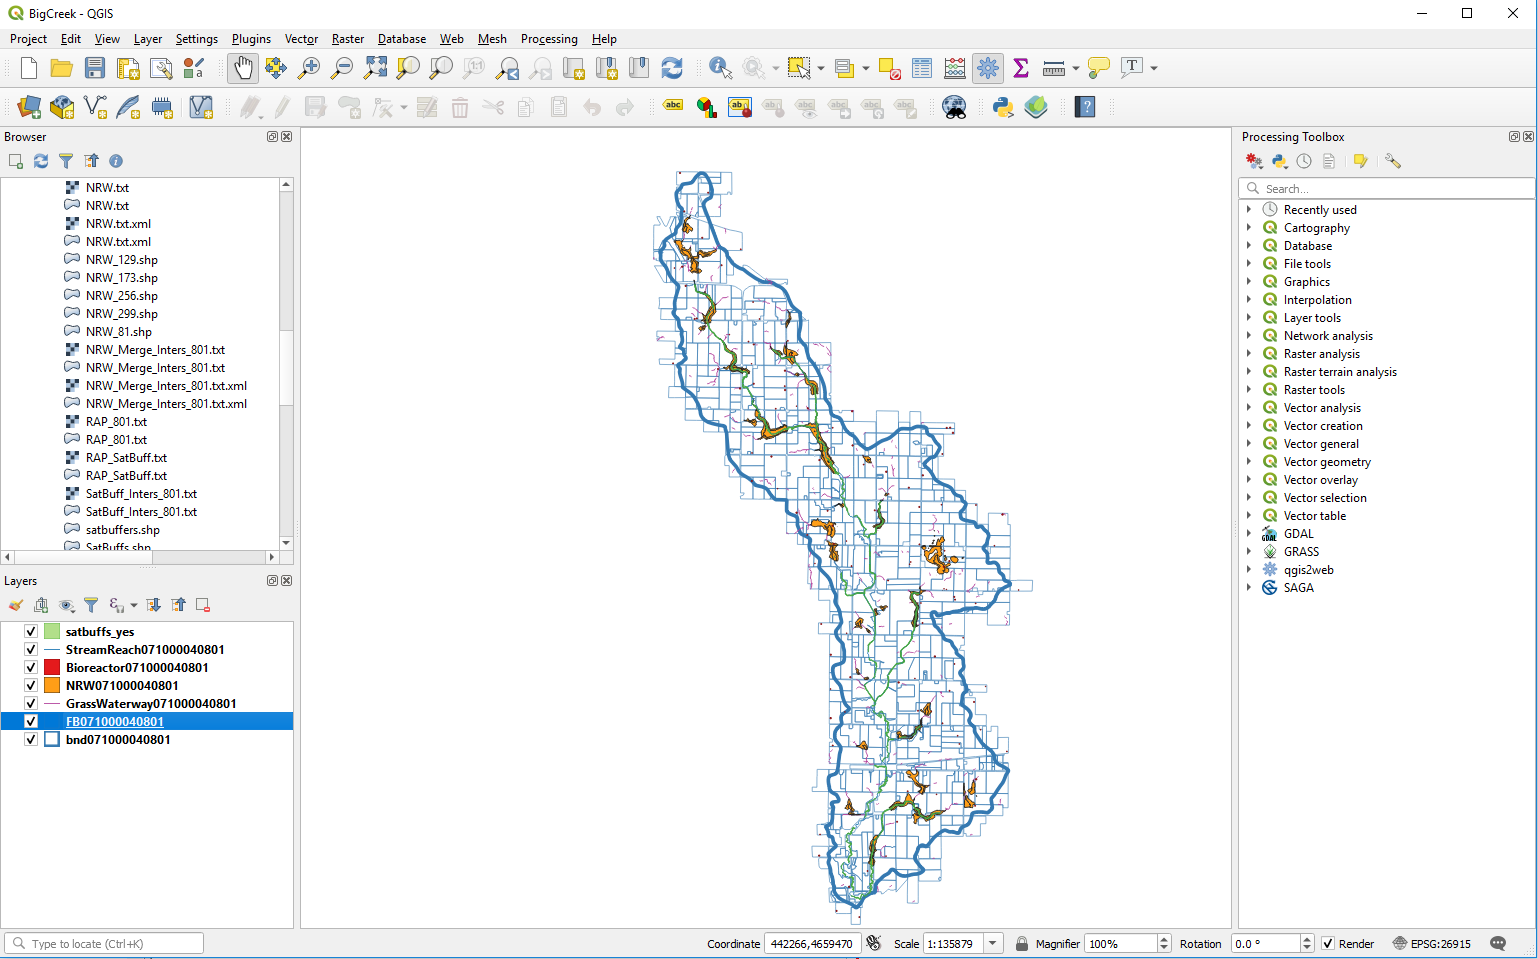 BigCreek - QGIS
Project Edit View Layer Settings Plugins Vector Raster Database Web Mesh Processing Help
1:1
T
abc
abc
ab
abc
?
Browser
NRW.txt
NRW.txt
NRW.txt.xml
NRW.txt.xml
NRW_129.shp
NRW_173.shp
NRW_256.shp
NRW_299.shp
NRW_81.shp
NRW_Merge_Inters_801.txt
NRW_Merge_Inters_801.txt
NRW_Merge_Inters_801.txt.xml
NRW_Merge_Inters_801.txt.xml
RAP_801.txt
RAP_801.txt
RAP_SatBuff.txt
RAP_SatBuff.txt
SatBuff_Inters_801.txt
SatBuff_Inters_801.txt
satbuffers.shp
SatBuffs.shp
Layers
satbuffs_yes
StreamReach071000040801
Bioreactor071000040801
NRW071000040801
GrassWaterway071000040801
FB071000040801
bnd071000040801
Processing Toolbox
Search...
Recently used
Cartography
Database
File tools
Graphics
Interpolation
Layer tools
Network analysis
Raster analysis
Raster terrain analysis
Raster tools
Vector analysis
Vector creation
Vector general
Vector geometry
Vector overlay
Vector selection
Vector table
GDAL
GRASS
qgis2web
SAGA
Type to locate (Ctrl+K) Coordinate 442266,4659470 Scale 1:135879 Magnifier 100% Rotation 0.0 ° Render EPSG:26915